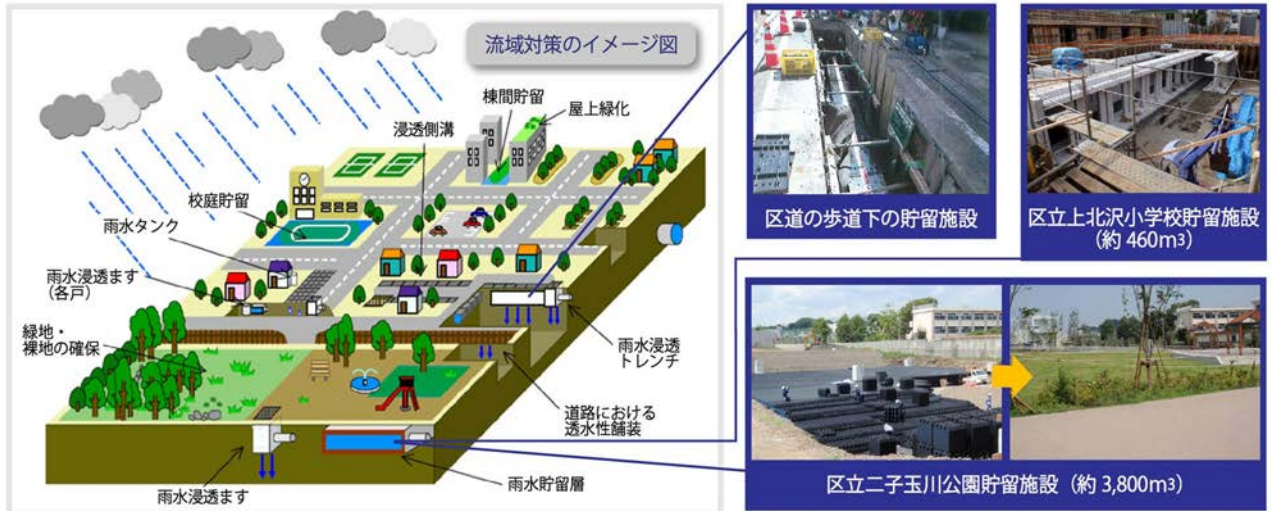 流域対策のイメージ図
棟間貯留
屋上緑化
浸透側溝
校庭貯留
雨水タンク
雨水浸透ます
(各戸)
緑地・
裸地の確保
雨水浸透
トレンチ
道路における
透水性舗装
雨水浸透ます
雨水貯留層
区道の歩道下の貯留施設
区立上北沢小学校貯留施設
(約 460m³)
区立二子玉川公園貯留施設(約 3,800m³)